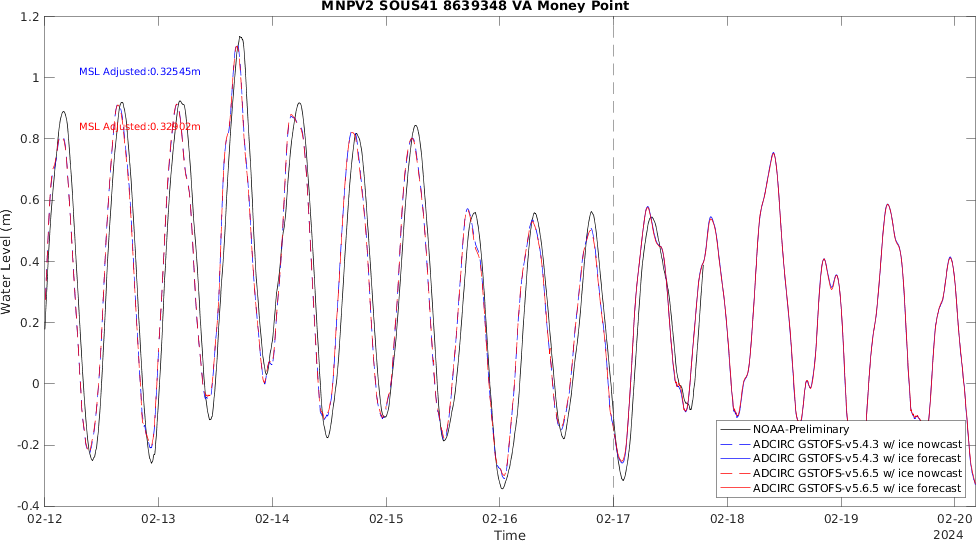 MNPV2 SOUS41 8639348 VA Money Point
1.2
1
0.8
0.6
0.4
0.2
0
-0.2
-0.4
Water Level (m)
MSL Adjusted:0.32545m
MSL Adjusted:0.32902m
NOAA-Preliminary
ADCIRC GSTOFS-v5.4.3 w/ ice nowcast
ADCIRC GSTOFS-v5.4.3 w/ ice forecast
ADCIRC GSTOFS-v5.6.5 w/ ice nowcast
ADCIRC GSTOFS-v5.6.5 w/ ice forecast
02-12 02-13 02-14 02-15 02-16 02-17 02-18 02-19 02-20
Time
2024